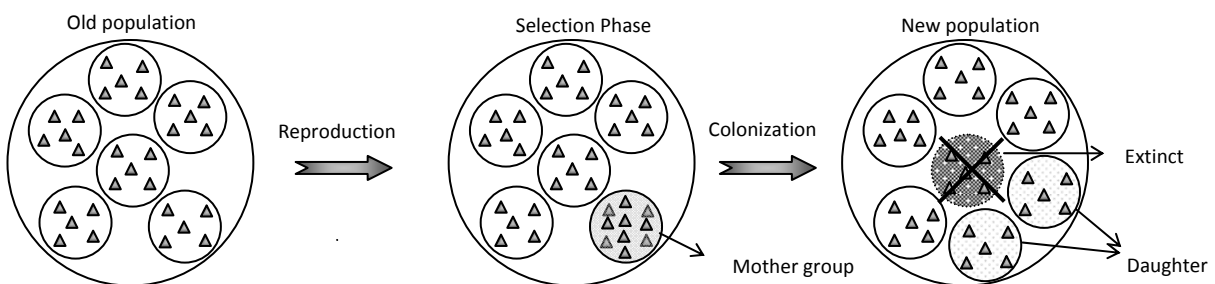 Old population
Selection Phase
New population
Reproduction
Colonization
Extinct
Mother group
Daughter